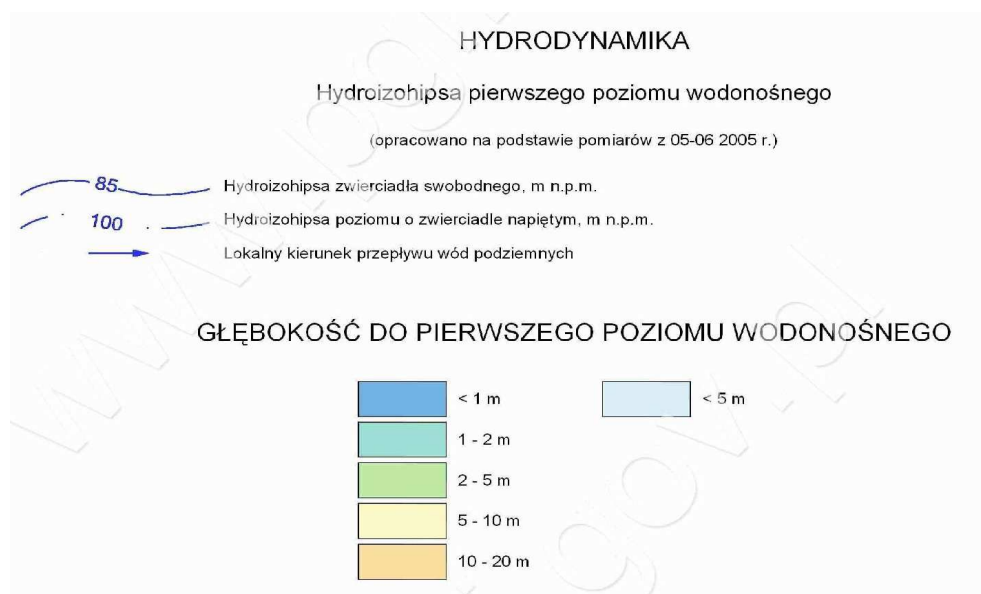 HYDRODYNAMIKA
Hydroizohipsa pierwszego poziomu wodonośnego
(opracowano na podstawie pomiarów z 05-06 2005 r.)
85 Hydroizohipsa zwierciadła swobodnego, m n.p.m.
100 Hydroizohipsa poziomu o zwierciadle napiętym, m n.p.m.
Lokalny kierunek przepływu wód podziemnych
GŁĘBOKOŚĆ DO PIERWSZEGO POZIOMU WODONOŚNEGO
< 1 m < 5 m
1 - 2 m
2 - 5 m
5 - 10 m
10 - 20 m